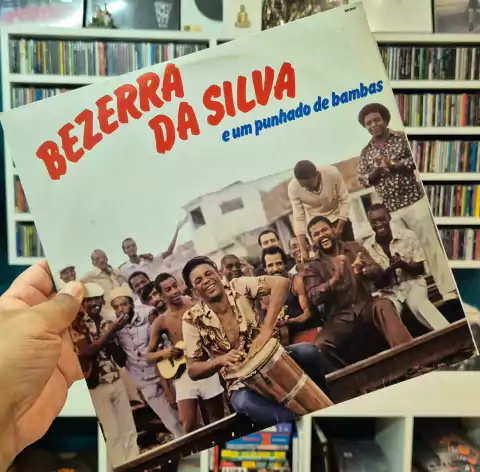 BEZERRA
DA SILVA
e um punhado de bambas